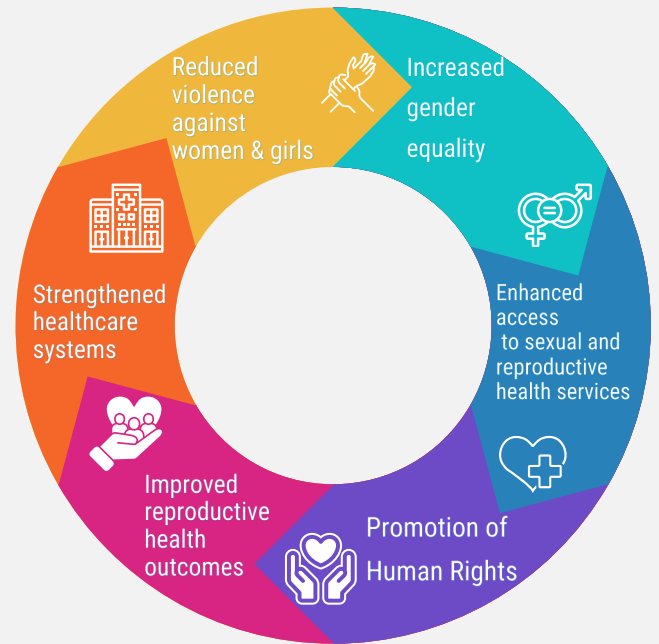 Reduced
violence
against
women & girls
Increased
gender
equality
Enhanced
access
to sexual and
reproductive
health services
Promotion of
Human Rights
Improved
reproductive
health
outcomes
Strengthened
healthcare
systems